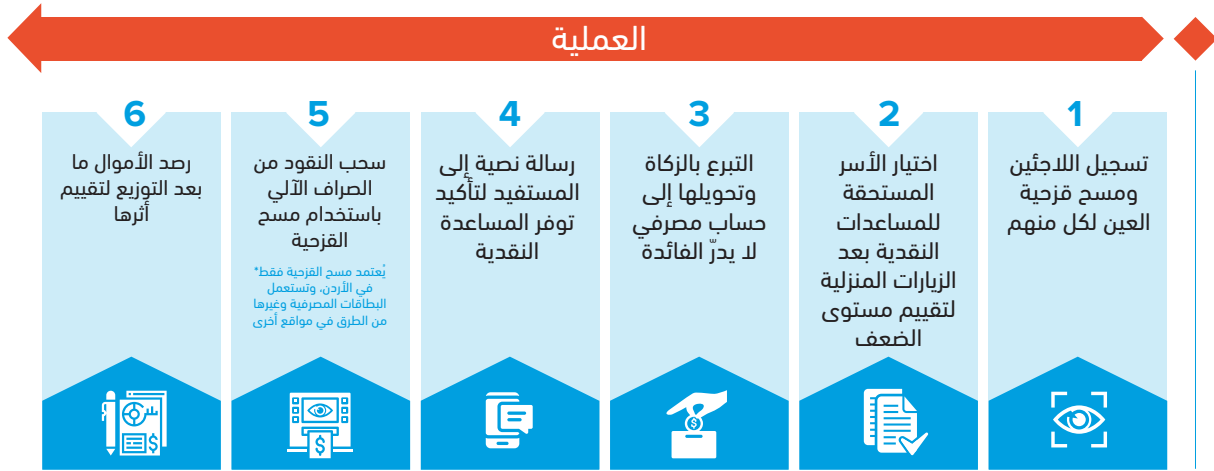 العملية
1
تسجيل اللاجئين
ومسح قزحية
العين لكل منهم
2
اختيار الأسر
المستحقة
للمساعدات
النقدية بعد
الزيارات المنزلية
لتقييم مستوى
الضعف
3
التبرع بالزكاة
وتحويلها إلى
حساب مصرفي
لا يدرّ الفائدة
4
رسالة نصية إلى
المستفيد لتأكيد
توفر المساعدة
النقدية
5
سحب النقود من
الصراف الآلي
باستخدام مسح
القزحية
يُعتمد مسح القزحية فقط*
في الأردن، وتستعمل
البطاقات المصرفية وغيرها
من الطرق في مواقع أخرى
6
رصد الأموال ما
بعد التوزيع لتقييم
أثرها